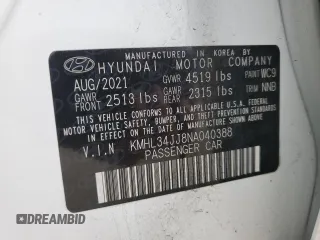 MANUFACTURED IN KOREA BY
HYUNDAI MOTOR COMPANY
AUG/2021 GVWR 4519 lbs PAINT WC9
GAWR FRONT 2513 lbs GAWR REAR 2315 lbs TRIM NNB
THIS VEHICLE CONFORMS TO ALL APPLICABLE U.S.A. FEDERAL
MOTOR VEHICLE SAFETY, BUMPER, AND THEFT PREVENTION
STANDARDS IN EFFECT ON THE DATE OF MANUFACTURE SHOWN ABOVE.
V.I.N. KMHL34JJ8NA040388
PASSENGER CAR
© DEALERSHIP.CC